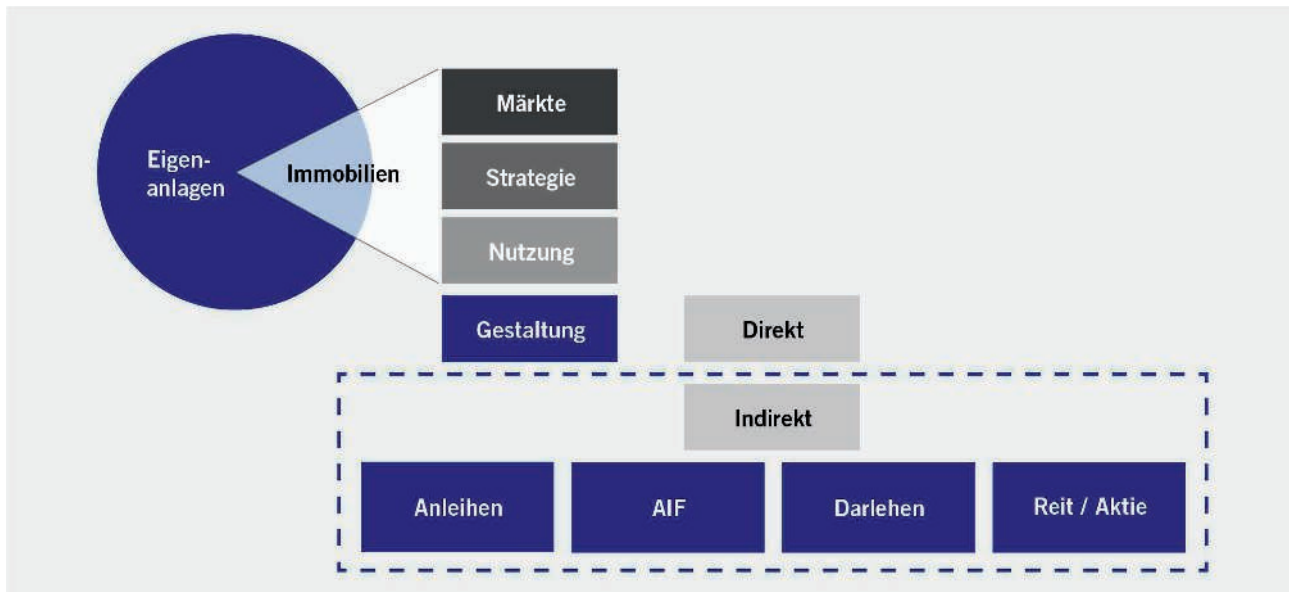 Eigen-
anlagen
Immobilien
Märkte
Strategie
Nutzung
Gestaltung
Direkt
Indirekt
Anleihen
AIF
Darlehen
Reit / Aktie